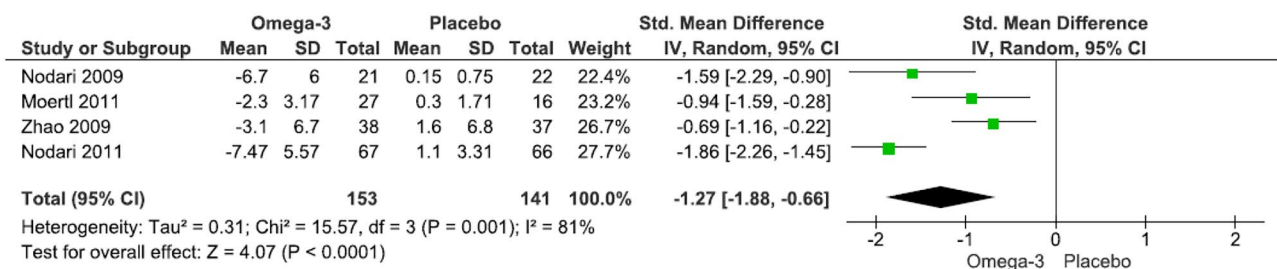 Omega-3 Placebo Std. Mean Difference Std. Mean Difference
Study or Subgroup Mean SD Total Mean SD Total Weight IV, Random, 95% CI IV, Random, 95% CI
Nodari 2009 -6.7 6 21 0.15 0.75 22 22.4% -1.59 [-2.29, -0.90]
Moertl 2011 -2.3 3.17 27 0.3 1.71 16 23.2% -0.94 [-1.59, -0.28]
Zhao 2009 -3.1 6.7 38 1.6 6.8 37 26.7% -0.69 [-1.16, -0.22]
Nodari 2011 -7.47 5.57 67 1.1 3.31 66 27.7% -1.86 [-2.26, -1.45]
Total (95% CI) 153 141 100.0% -1.27 [-1.88, -0.66]
Heterogeneity: Tau² = 0.31; Chi² = 15.57, df = 3 (P = 0.001); I² = 81%
Test for overall effect: Z = 4.07 (P < 0.0001)
-2 -1 0 1 2
Omega-3 Placebo